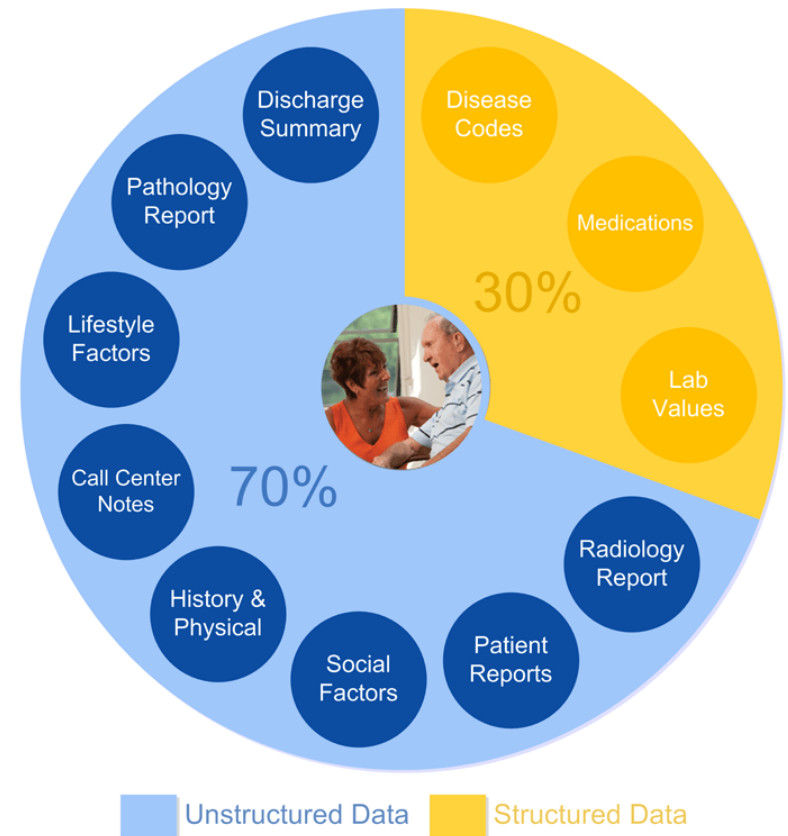 Discharge
Summary
Disease
Codes
Pathology
Report
Medications
30%
Lifestyle
Factors
Lab
Values
Call Center
Notes
70%
Radiology
Report
History &
Physical
Patient
Reports
Social
Factors
Unstructured Data
Structured Data